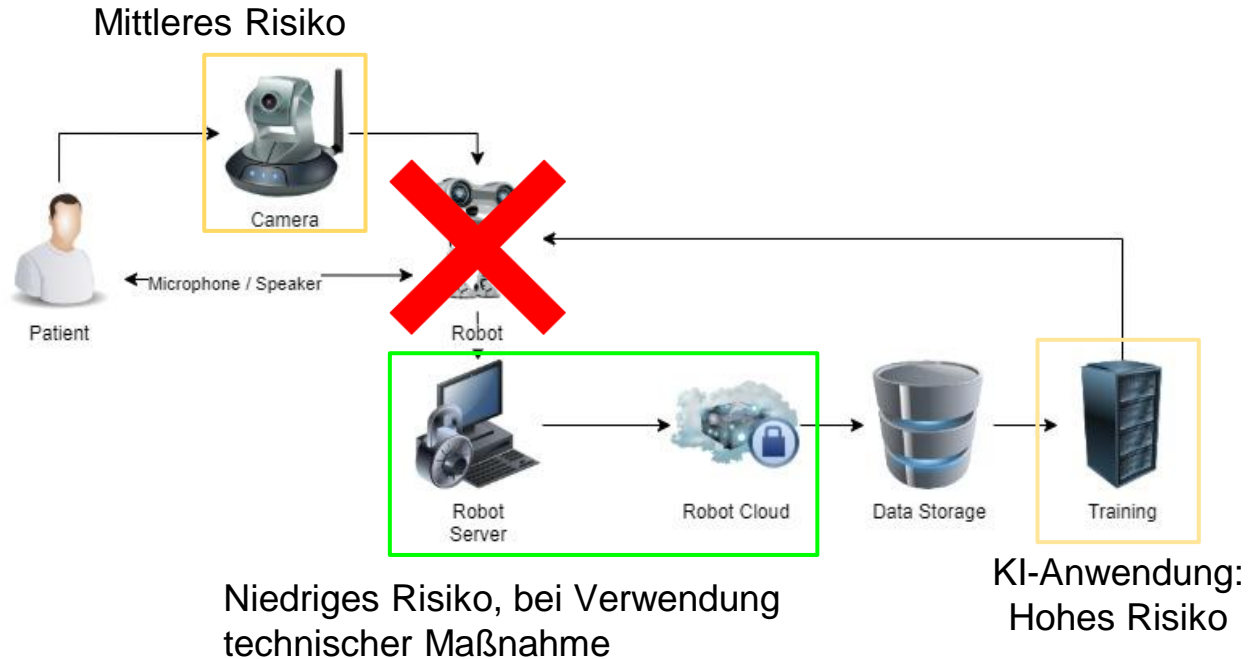 Mittleres Risiko
Camera
Microphone / Speaker
Patient
Robot
Robot
Server
Robot Cloud
Data Storage
Training
Niedriges Risiko, bei Verwendung
technischer Maßnahme
KI-Anwendung:
Hohes Risiko